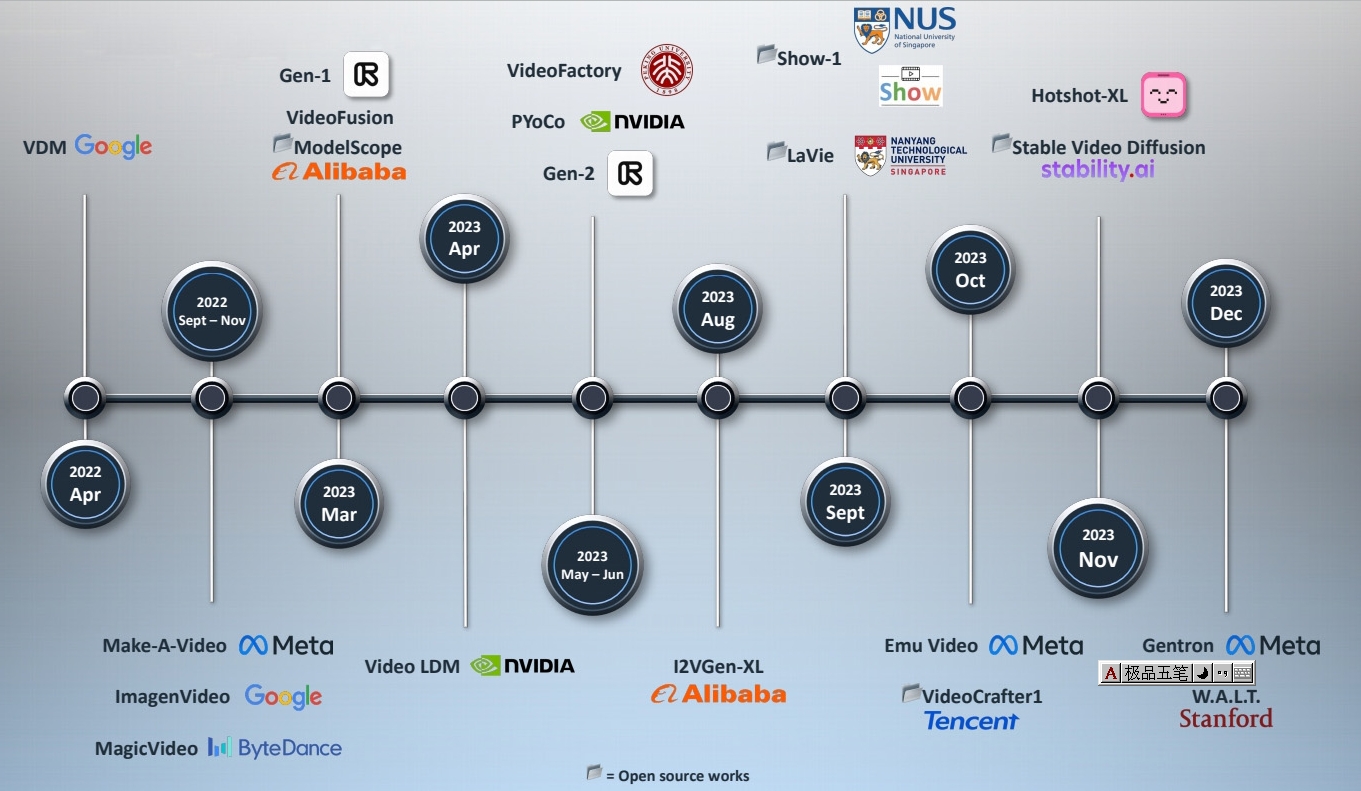 VDM Google
2022
Apr
2022
Sept – Nov
Make-A-Video Meta
ImagenVideo Google
MagicVideo ByteDance
Gen-1
VideoFusion
ModelScope
Alibaba
2023
Mar
2023
Apr
Video LDM NVIDIA
VideoFactory PEKING UNIVERSITY 1898
PYoCo NVIDIA
Gen-2
2023
May – Jun
2023
Aug
I2VGen-XL
Alibaba
Show-1
NUS
National University
of Singapore
Show
LaVie
NANYANG
TECHNOLOGICAL
UNIVERSITY
SINGAPORE
2023
Sept
2023
Oct
Emu Video Meta
VideoCrafter1
Tencent
Hotshot-XL
Stable Video Diffusion
stability.ai
2023
Nov
2023
Dec
Gentron Meta
A 极品五笔
W.A.L.T.
Stanford
= Open source works